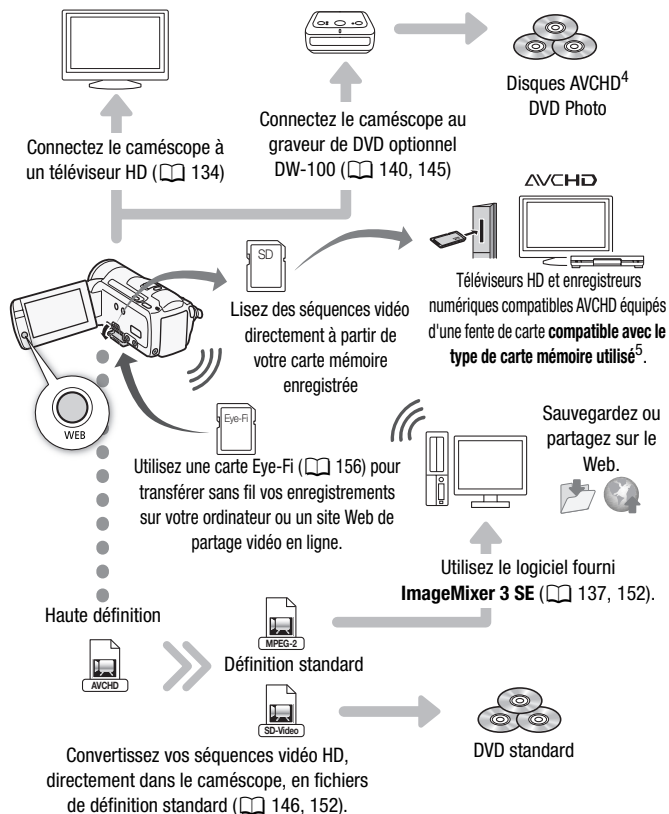 Disques AVCHD4
DVD Photo
Connectez le caméscope à
un téléviseur HD (134)
Connectez le caméscope au
graveur de DVD optionnel
DW-100 (140, 145)
AVCHD
SD
Lisez des séquences vidéo
directement à partir de
votre carte mémoire
enregistrée
Téléviseurs HD et enregistreurs
numériques compatibles AVCHD équipés
d'une fente de carte compatible avec le
type de carte mémoire utilisé5.
WEB
Eye-Fi
Utilisez une carte Eye-Fi (156) pour
transférer sans fil vos enregistrements
sur votre ordinateur ou un site Web de
partage vidéo en ligne.
Sauvegardez ou
partagez sur le
Web.
Utilisez le logiciel fourni
ImageMixer 3 SE (137, 152).
Haute définition
AVCHD
MPEG-2
Définition standard
SD-Video
DVD standard
Convertissez vos séquences vidéo HD,
directement dans le caméscope, en fichiers
de définition standard (146, 152).